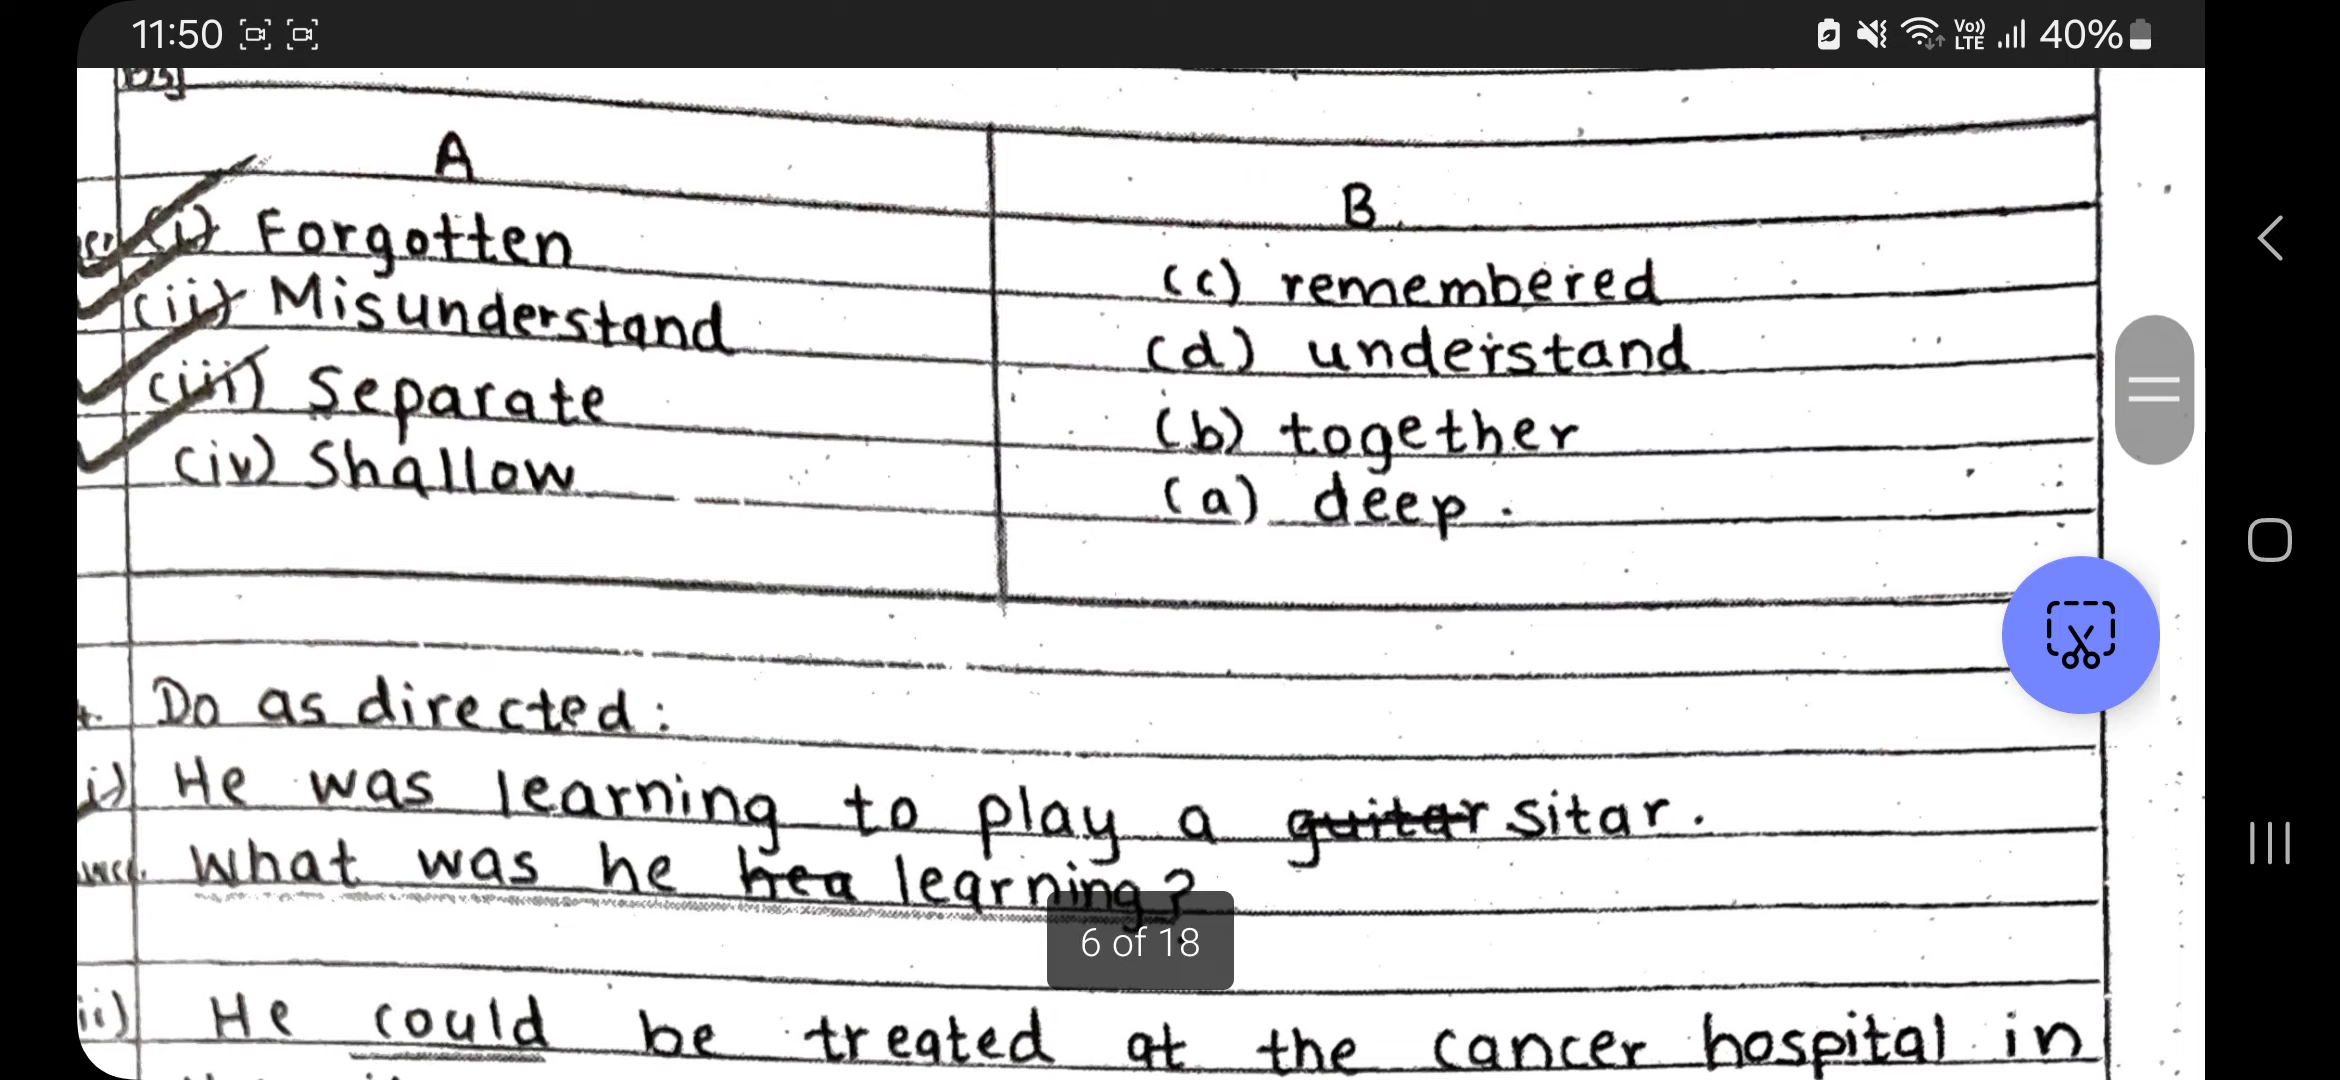 11:50 Vo)) LTE 40%
A
B
(i) Forgotten
(c) remembered
(ii) Misunderstand
(d) understand
(iii) Separate
(b) together
(iv) Shallow
(a) deep.
Do as directed:
i) He was learning to play a guitar sitar.
What was he hea learning?
6 of 18
ii) He could be treated at the cancer hospital in